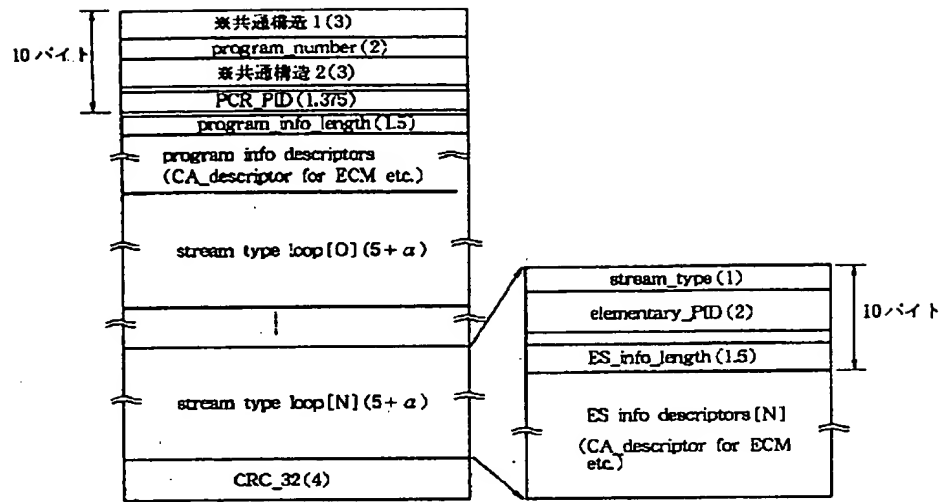 ※共通構造1(3)
10バイト
program_number(2)
※共通構造2(3)
PCR_PID(1.375)
program_info_length(1.5)
program info descriptors
(CA_descriptor for ECM etc.)
stream type loop[0](5+α)
stream type loop[N](5+α)
CRC_32(4)
stream_type(1)
elementary_PID(2)
10バイト
ES_info_length(1.5)
ES info descriptors[N]
(CA_descriptor for ECM
etc.)